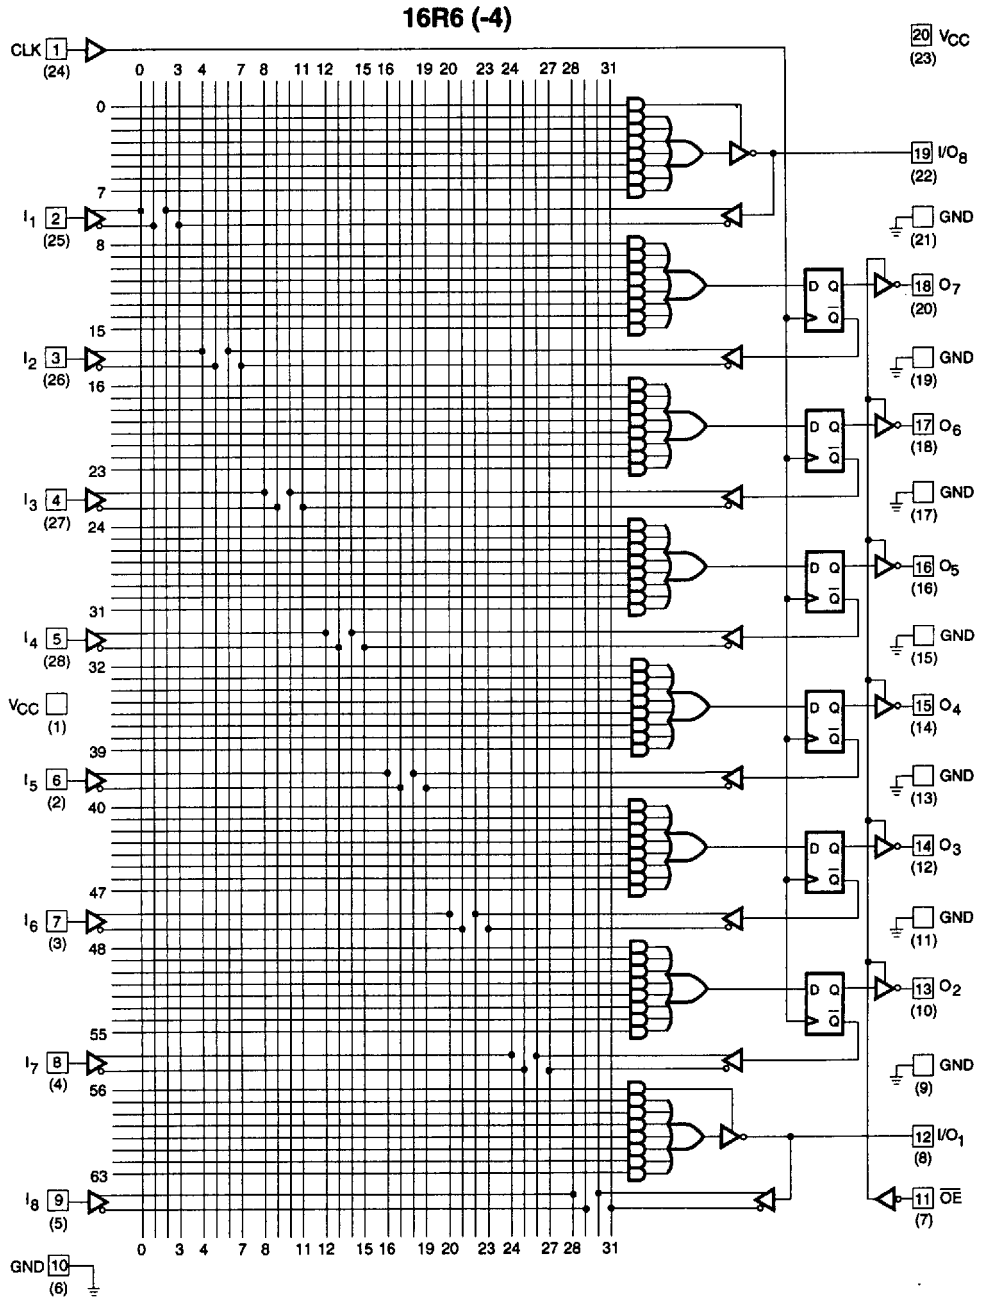 16R6 (-4)
CLK 1
(24)
20 VCC
(23)
0 3 4 7 8 11 12 15 16 19 20 23 24 27 28 31
0
19 I/O8
(22)
7
I1 2
(25)
GND
(21)
8
D Q
Q̅
18 O7
(20)
15
I2 3
(26)
GND
(19)
16
D Q
Q̅
17 O6
(18)
23
I3 4
(27)
GND
(17)
24
D Q
Q̅
16 O5
(16)
31
I4 5
(28)
GND
(15)
32
VCC
(1)
D Q
Q̅
15 O4
(14)
39
I5 6
(2)
GND
(13)
40
D Q
Q̅
14 O3
(12)
47
I6 7
(3)
GND
(11)
48
D Q
Q̅
13 O2
(10)
55
I7 8
(4)
GND
(9)
56
12 I/O1
(8)
63
I8 9
(5)
11 O̅E̅
(7)
0 3 4 7 8 11 12 15 16 19 20 23 24 27 28 31
GND 10
(6)